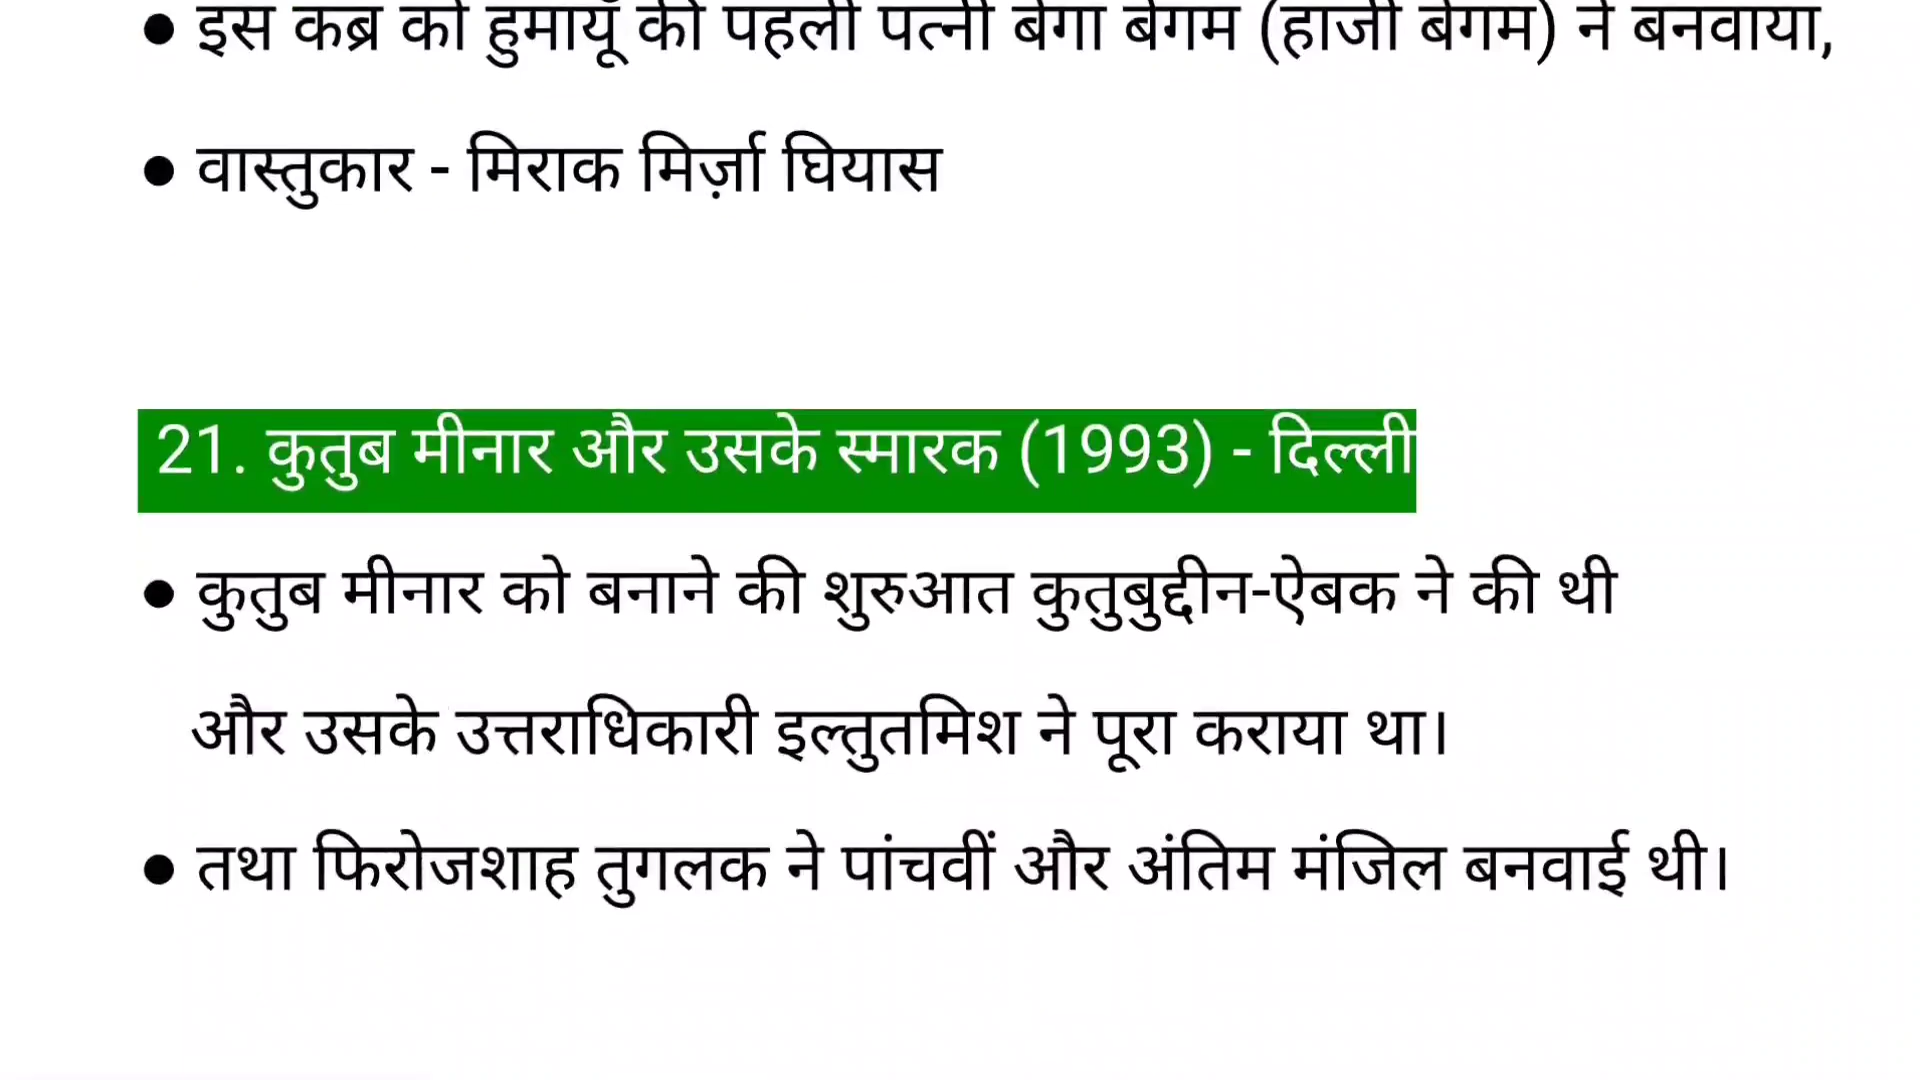 ● इस कब्र को हुमायूँ की पहली पत्नी बेगा बेगम (हाजी बेगम) ने बनवाया,
● वास्तुकार - मिराक मिर्ज़ा घियास
21. कुतुब मीनार और उसके स्मारक (1993) - दिल्ली
● कुतुब मीनार को बनाने की शुरुआत कुतुबुद्दीन-ऐबक ने की थी
और उसके उत्तराधिकारी इल्तुतमिश ने पूरा कराया था।
● तथा फिरोजशाह तुगलक ने पांचवीं और अंतिम मंजिल बनवाई थी।